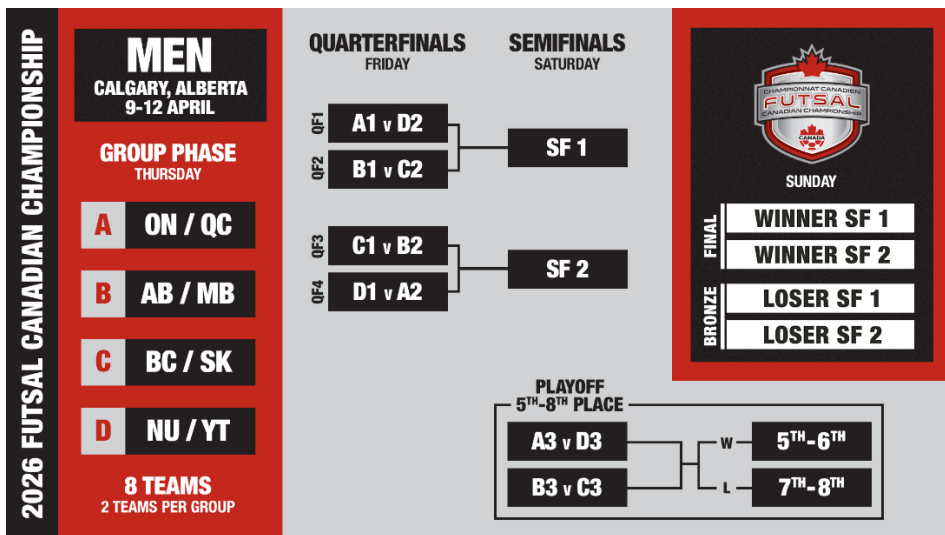 2026 FUTSAL CANADIAN CHAMPIONSHIP
MEN
CALGARY, ALBERTA
9-12 APRIL
GROUP PHASE
THURSDAY
A ON / QC
B AB / MB
C BC / SK
D NU / YT
8 TEAMS
2 TEAMS PER GROUP
QUARTERFINALS
FRIDAY
QF1 A1 v D2
QF2 B1 v C2
QF3 C1 v B2
QF4 D1 v A2
SEMIFINALS
SATURDAY
SF 1
SF 2
CHAMPIONNAT CANADIEN
FUTSAL
CANADIAN CHAMPIONSHIP
CANADA
SUNDAY
FINAL
WINNER SF 1
WINNER SF 2
BRONZE
LOSER SF 1
LOSER SF 2
PLAYOFF
5TH-8TH PLACE
A3 v D3
B3 v C3
W 5TH-6TH
L 7TH-8TH